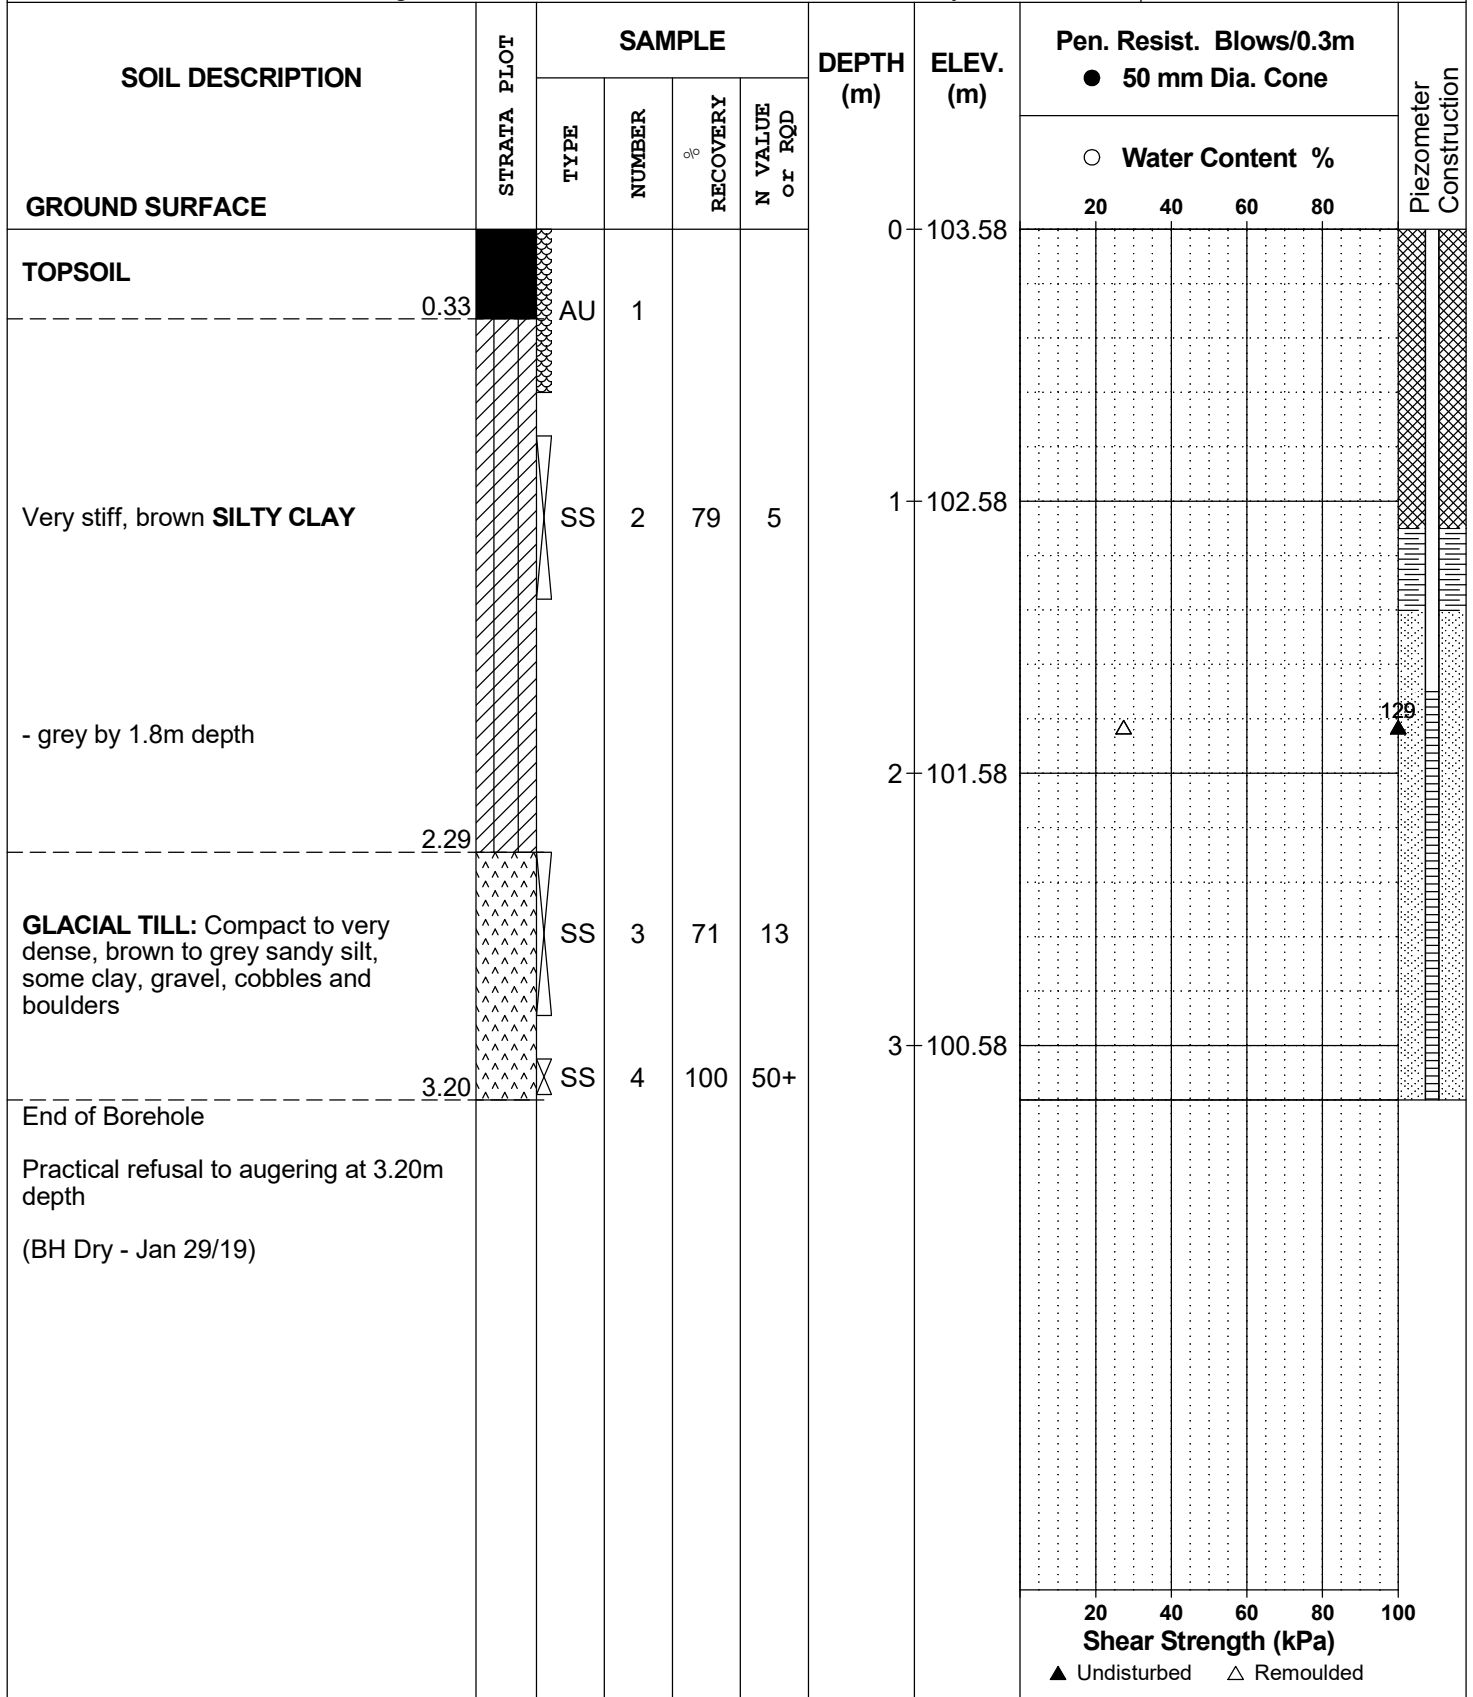 SOIL DESCRIPTION
GROUND SURFACE
STRATA PLOT
SAMPLE
TYPE
NUMBER
% RECOVERY
N VALUE or RQD
DEPTH (m)
ELEV. (m)
Pen. Resist. Blows/0.3m
● 50 mm Dia. Cone
○ Water Content %
20 40 60 80
Piezometer Construction
0 103.58
TOPSOIL
0.33
AU 1
1 102.58
Very stiff, brown SILTY CLAY
SS 2 79 5
129
- grey by 1.8m depth
2 101.58
2.29
GLACIAL TILL: Compact to very
dense, brown to grey sandy silt,
some clay, gravel, cobbles and
boulders
SS 3 71 13
3 100.58
SS 4 100 50+
3.20
End of Borehole
Practical refusal to augering at 3.20m
depth
(BH Dry - Jan 29/19)
20 40 60 80 100
Shear Strength (kPa)
▲ Undisturbed △ Remoulded